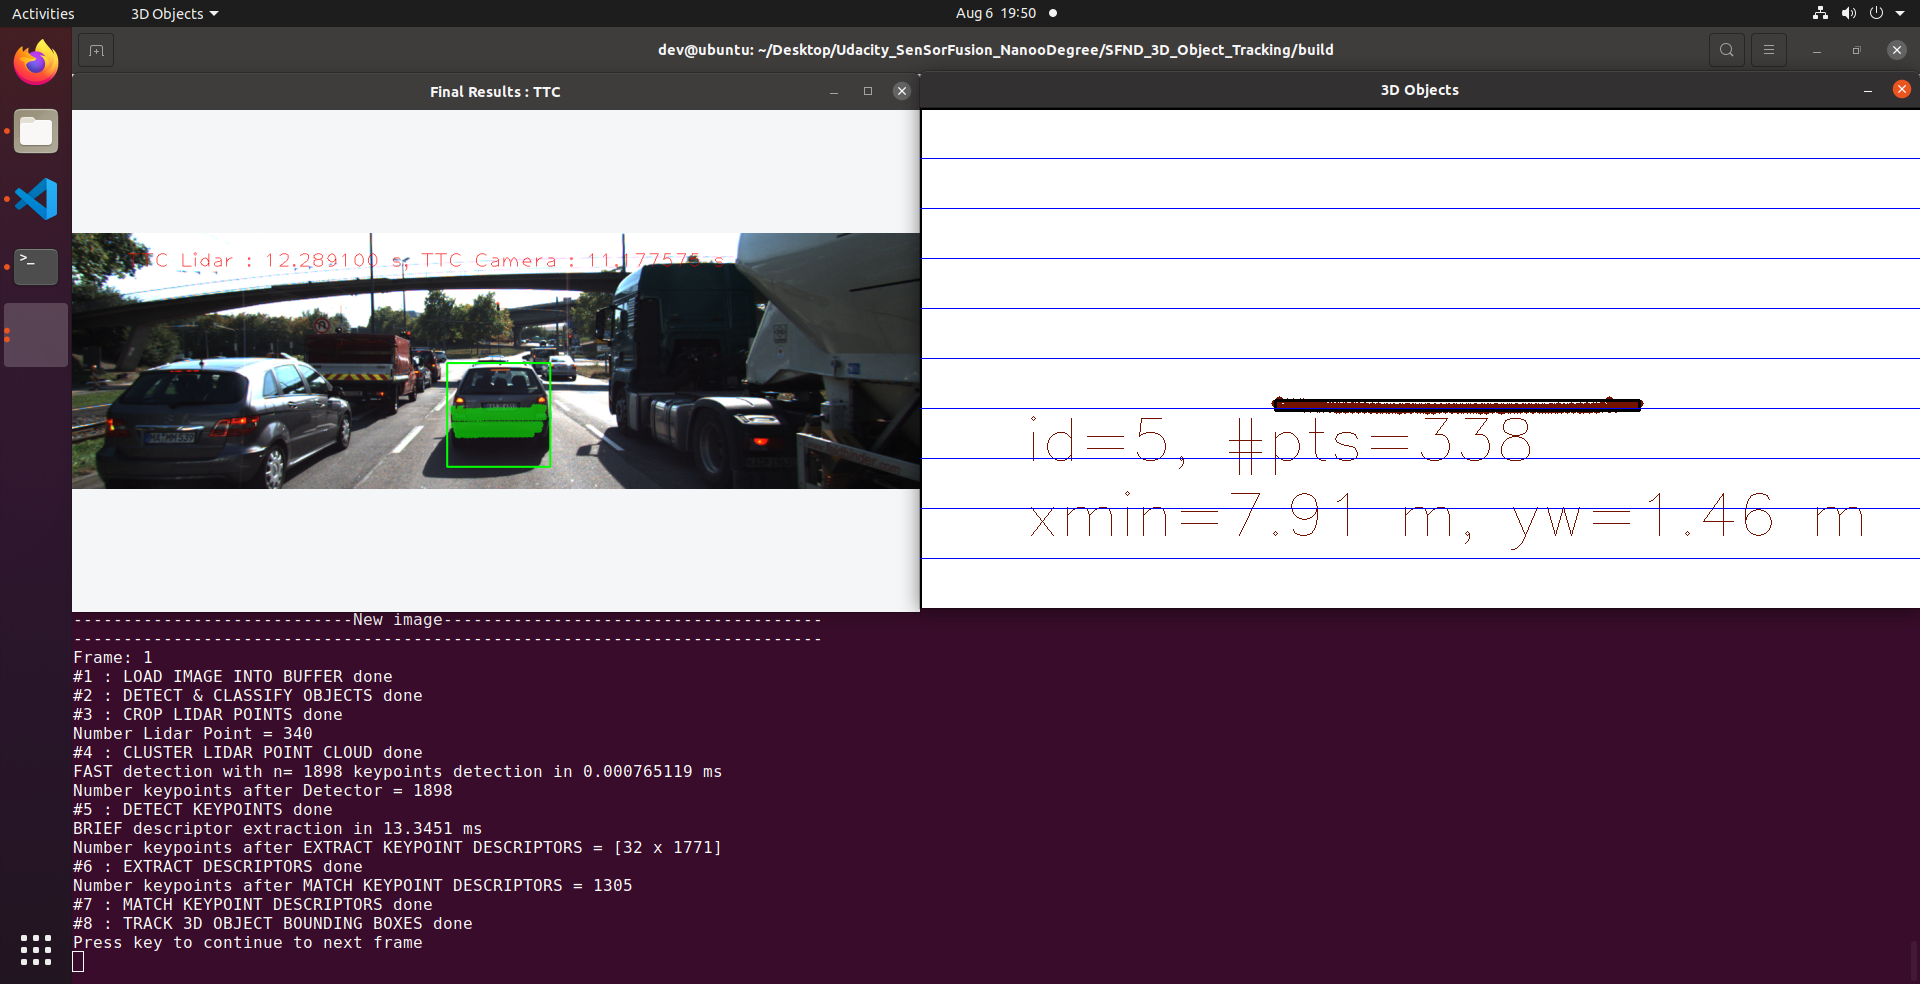 Activities
3D Objects
Aug 6 19:50
dev@ubuntu: ~/Desktop/Udacity_SenSorFusion_NanooDegree/SFND_3D_Object_Tracking/build
Final Results : TTC
3D Objects
TTC Lidar : 12.289100 s, TTC Camera : 11.177575 s
id=5, #pts=338
xmin=7.91 m, yw=1.46 m
----------------------------New image--------------------------------------
---------------------------------------------------------------------------
Frame: 1
#1 : LOAD IMAGE INTO BUFFER done
#2 : DETECT & CLASSIFY OBJECTS done
#3 : CROP LIDAR POINTS done
Number Lidar Point = 340
#4 : CLUSTER LIDAR POINT CLOUD done
FAST detection with n= 1898 keypoints detection in 0.000765119 ms
Number keypoints after Detector = 1898
#5 : DETECT KEYPOINTS done
BRIEF descriptor extraction in 13.3451 ms
Number keypoints after EXTRACT KEYPOINT DESCRIPTORS = [32 x 1771]
#6 : EXTRACT DESCRIPTORS done
Number keypoints after MATCH KEYPOINT DESCRIPTORS = 1305
#7 : MATCH KEYPOINT DESCRIPTORS done
#8 : TRACK 3D OBJECT BOUNDING BOXES done
Press key to continue to next frame